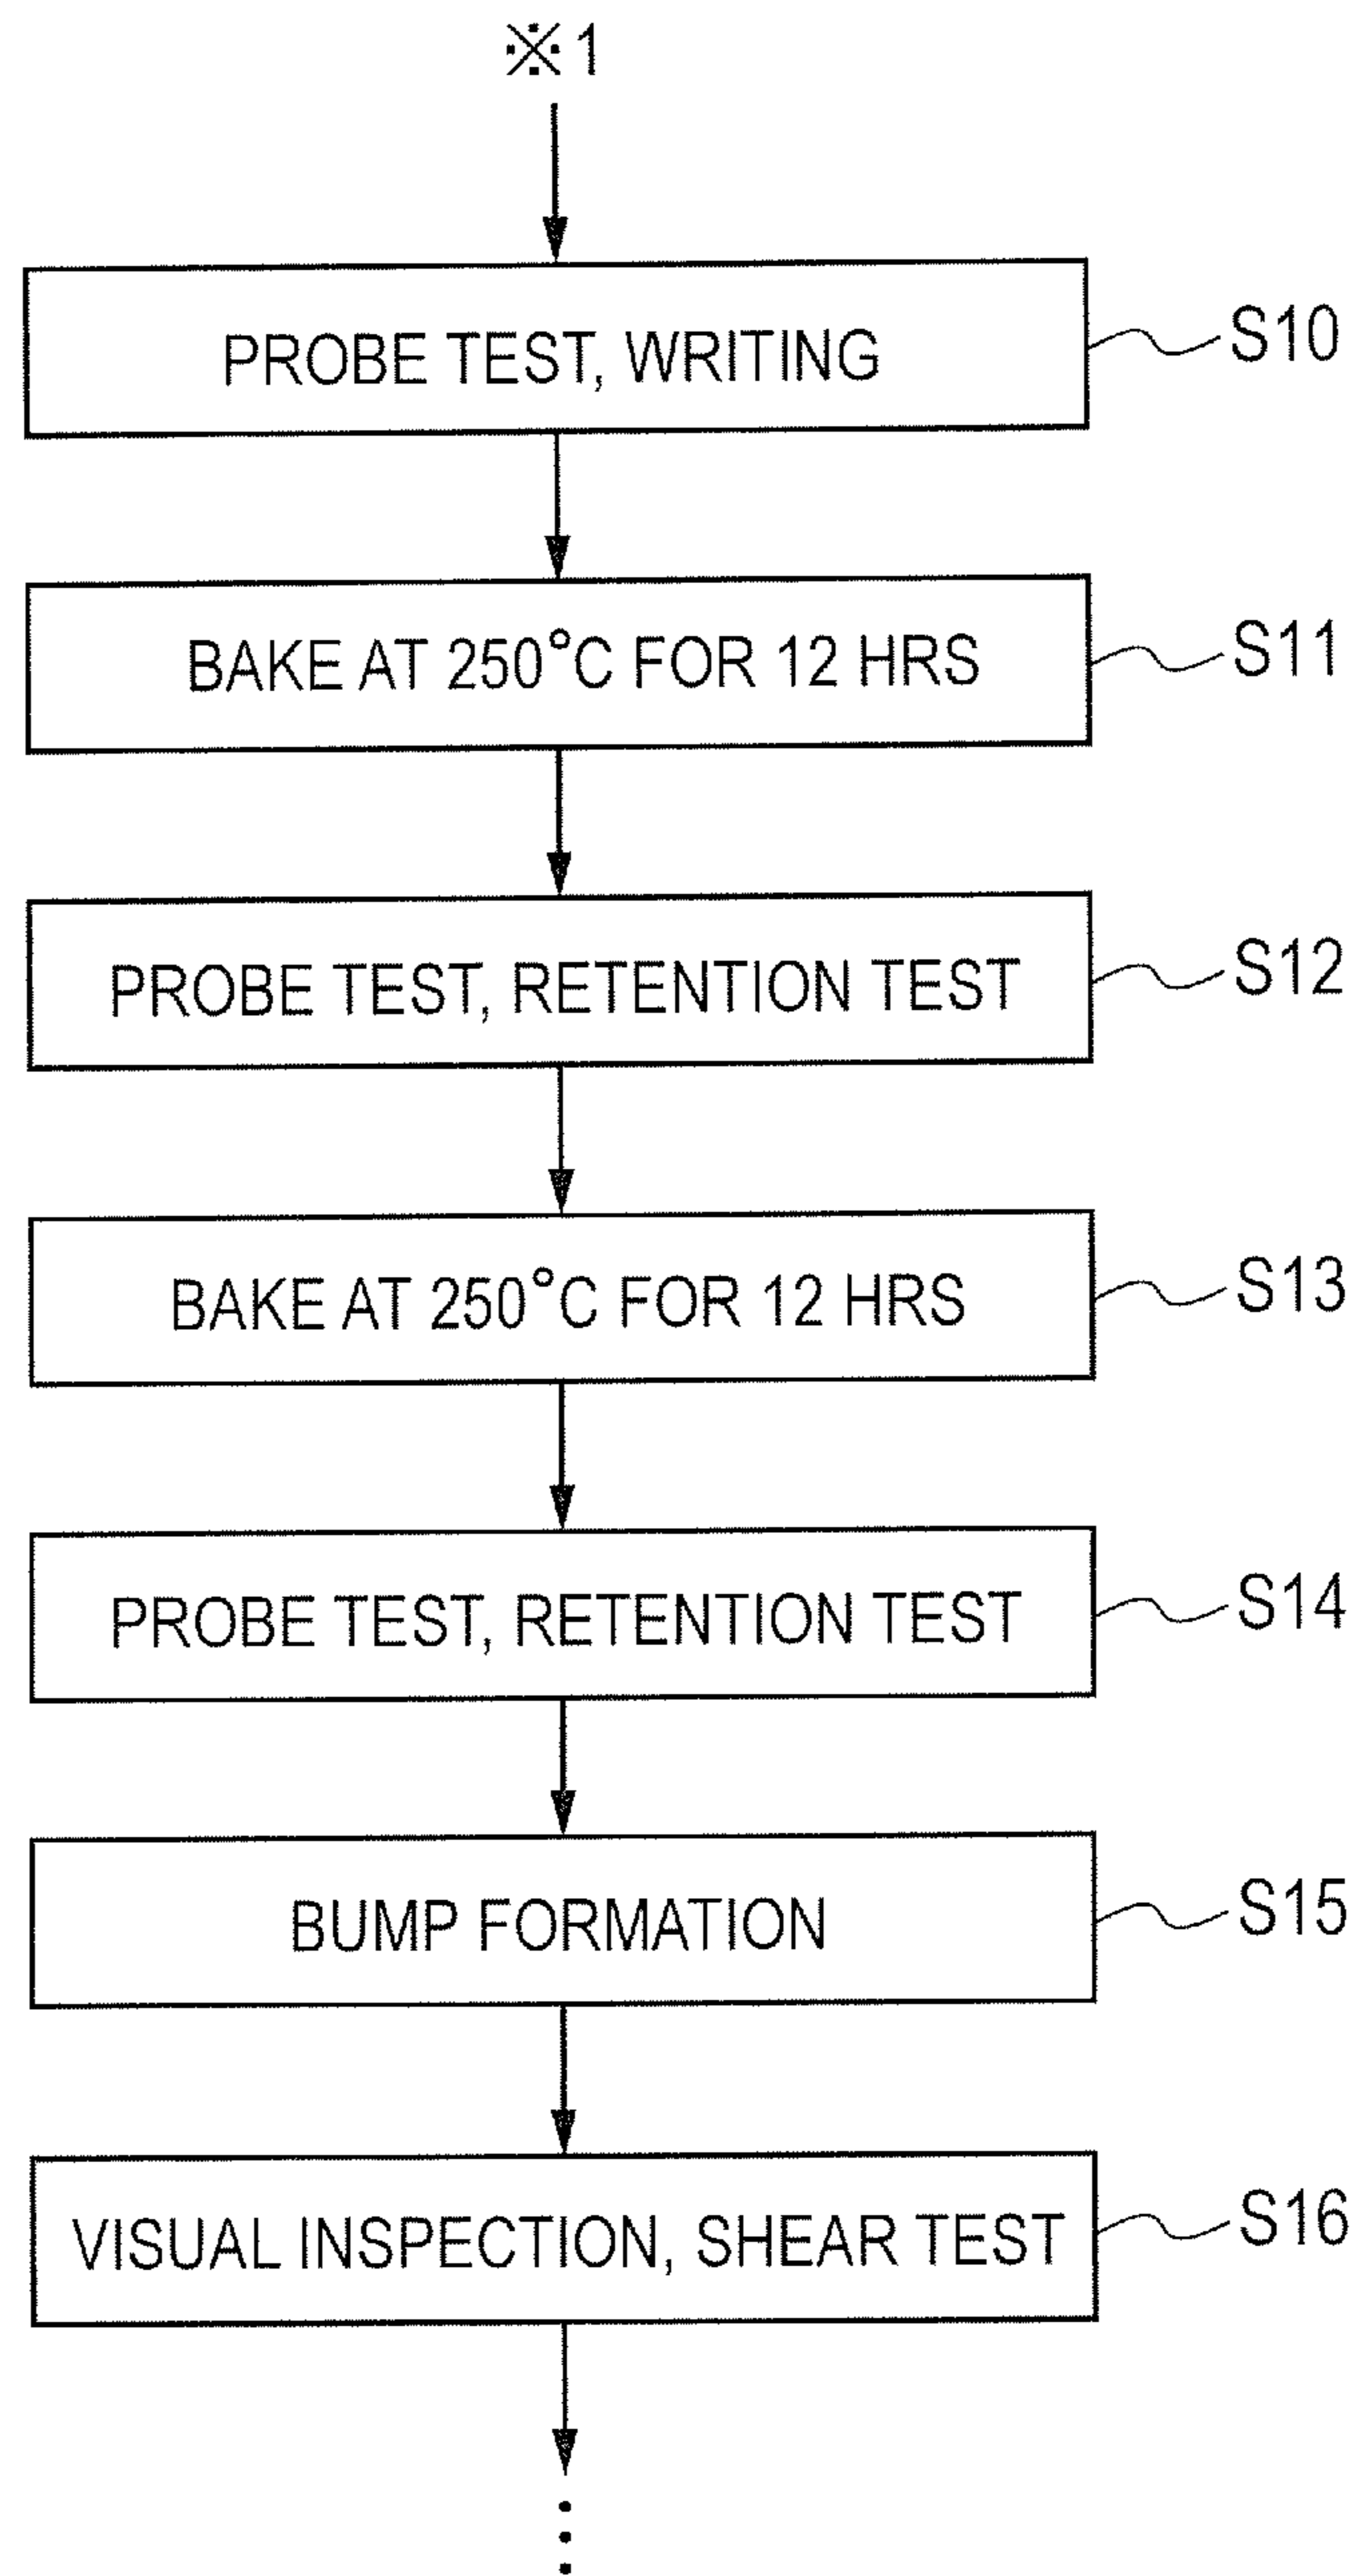 ※1
PROBE TEST, WRITING
S10
BAKE AT 250°C FOR 12 HRS
S11
PROBE TEST, RETENTION TEST
S12
BAKE AT 250°C FOR 12 HRS
S13
PROBE TEST, RETENTION TEST
S14
BUMP FORMATION
S15
VISUAL INSPECTION, SHEAR TEST
S16